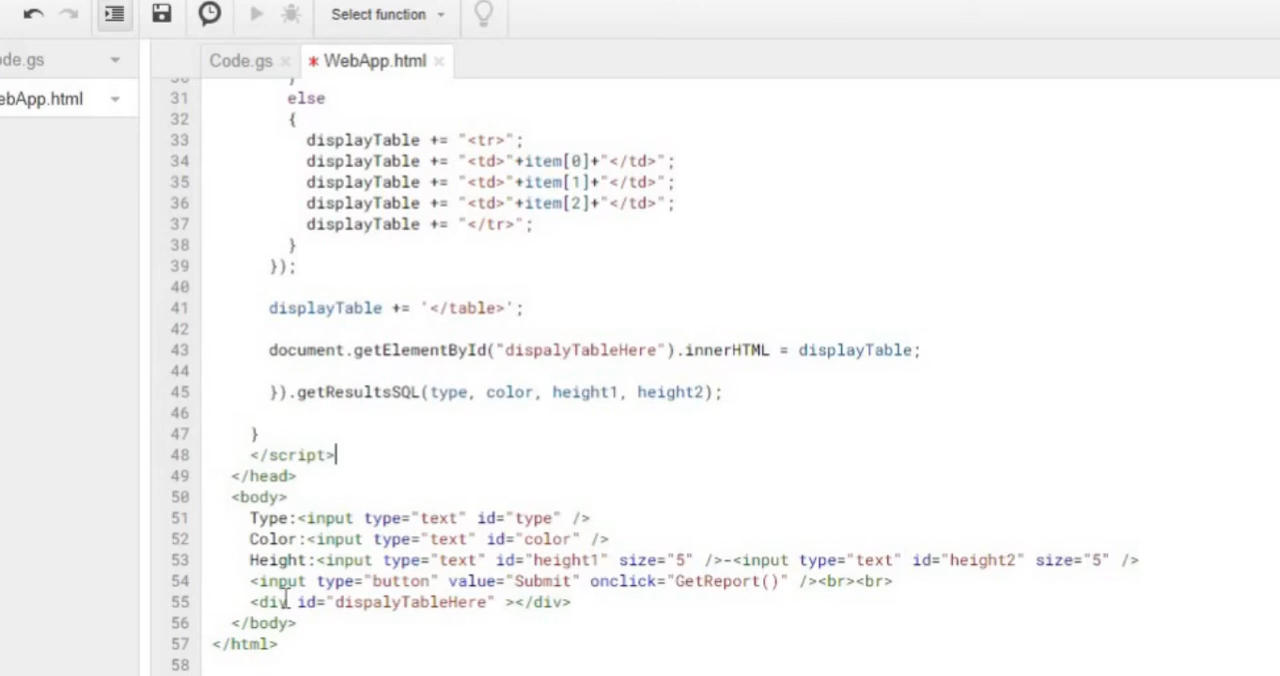 Select function
de.gs
Code.gs ×
* WebApp.html ×
ebApp.html
30 }
31 else
32 {
33 displayTable += "<tr>";
34 displayTable += "<td>"+item[0]+"</td>";
35 displayTable += "<td>"+item[1]+"</td>";
36 displayTable += "<td>"+item[2]+"</td>";
37 displayTable += "</tr>";
38 }
39 });
40
41 displayTable += '</table>';
42
43 document.getElementById("dispalyTableHere").innerHTML = displayTable;
44
45 }).getResultsSQL(type, color, height1, height2);
46
47 }
48 </script>
49 </head>
50 <body>
51 Type:<input type="text" id="type" />
52 Color:<input type="text" id="color" />
53 Height:<input type="text" id="height1" size="5" />-<input type="text" id="height2" size="5" />
54 <input type="button" value="Submit" onclick="GetReport()" /><br><br>
55 <div id="dispalyTableHere" ></div>
56 </body>
57 </html>
58